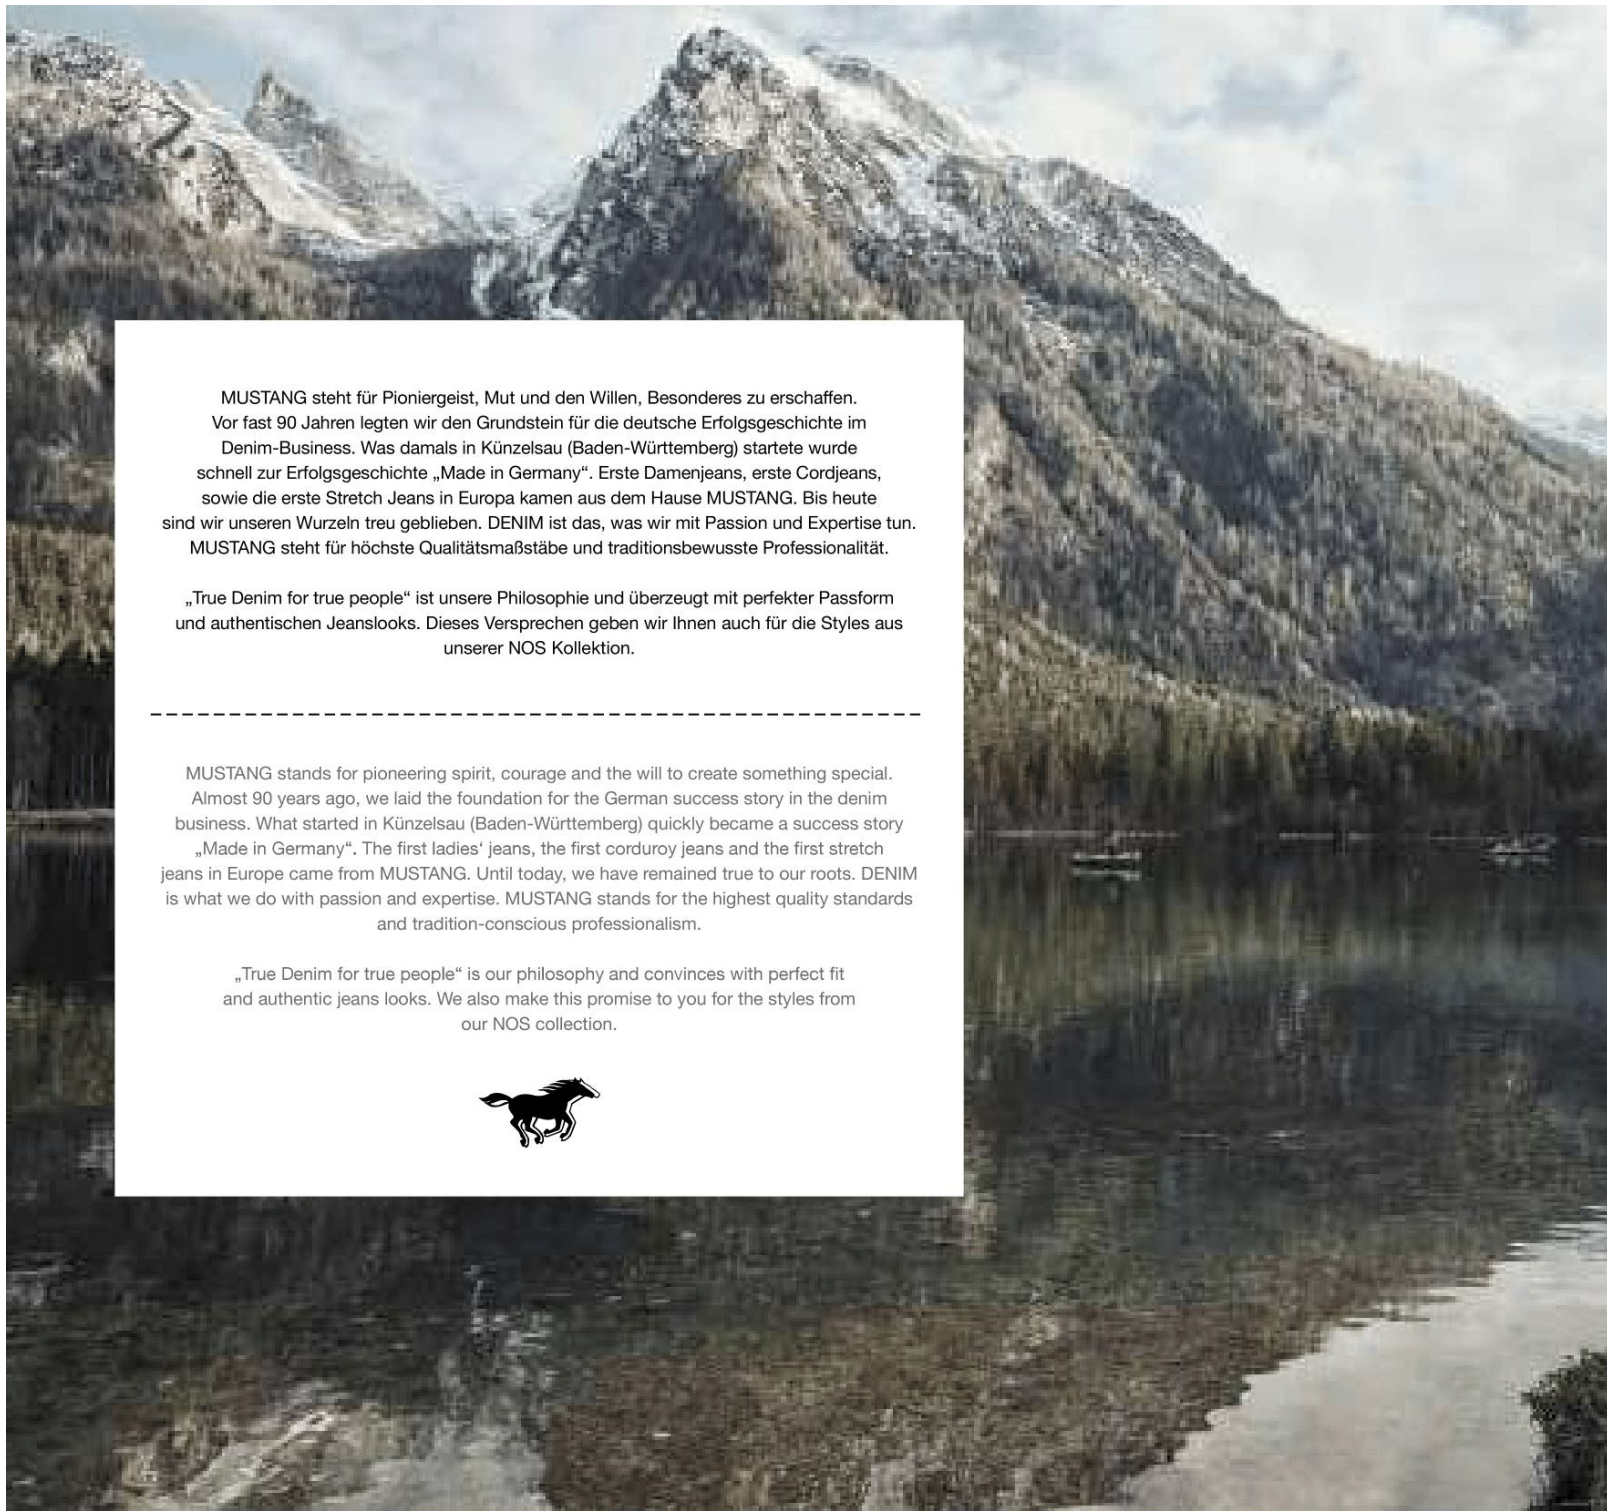 MUSTANG steht für Pioniergeist, Mut und den Willen, Besonderes zu erschaffen.
Vor fast 90 Jahren legten wir den Grundstein für die deutsche Erfolgsgeschichte im
Denim-Business. Was damals in Künzelsau (Baden-Württemberg) startete wurde
schnell zur Erfolgsgeschichte „Made in Germany“. Erste Damenjeans, erste Cordjeans,
sowie die erste Stretch Jeans in Europa kamen aus dem Hause MUSTANG. Bis heute
sind wir unseren Wurzeln treu geblieben. DENIM ist das, was wir mit Passion und Expertise tun.
MUSTANG steht für höchste Qualitätsmaßstäbe und traditionsbewusste Professionalität.
„True Denim for true people“ ist unsere Philosophie und überzeugt mit perfekter Passform
und authentischen Jeanslooks. Dieses Versprechen geben wir Ihnen auch für die Styles aus
unserer NOS Kollektion.
MUSTANG stands for pioneering spirit, courage and the will to create something special.
Almost 90 years ago, we laid the foundation for the German success story in the denim
business. What started in Künzelsau (Baden-Württemberg) quickly became a success story
„Made in Germany“. The first ladies‘ jeans, the first corduroy jeans and the first stretch
jeans in Europe came from MUSTANG. Until today, we have remained true to our roots. DENIM
is what we do with passion and expertise. MUSTANG stands for the highest quality standards
and tradition-conscious professionalism.
„True Denim for true people“ is our philosophy and convinces with perfect fit
and authentic jeans looks. We also make this promise to you for the styles from
our NOS collection.